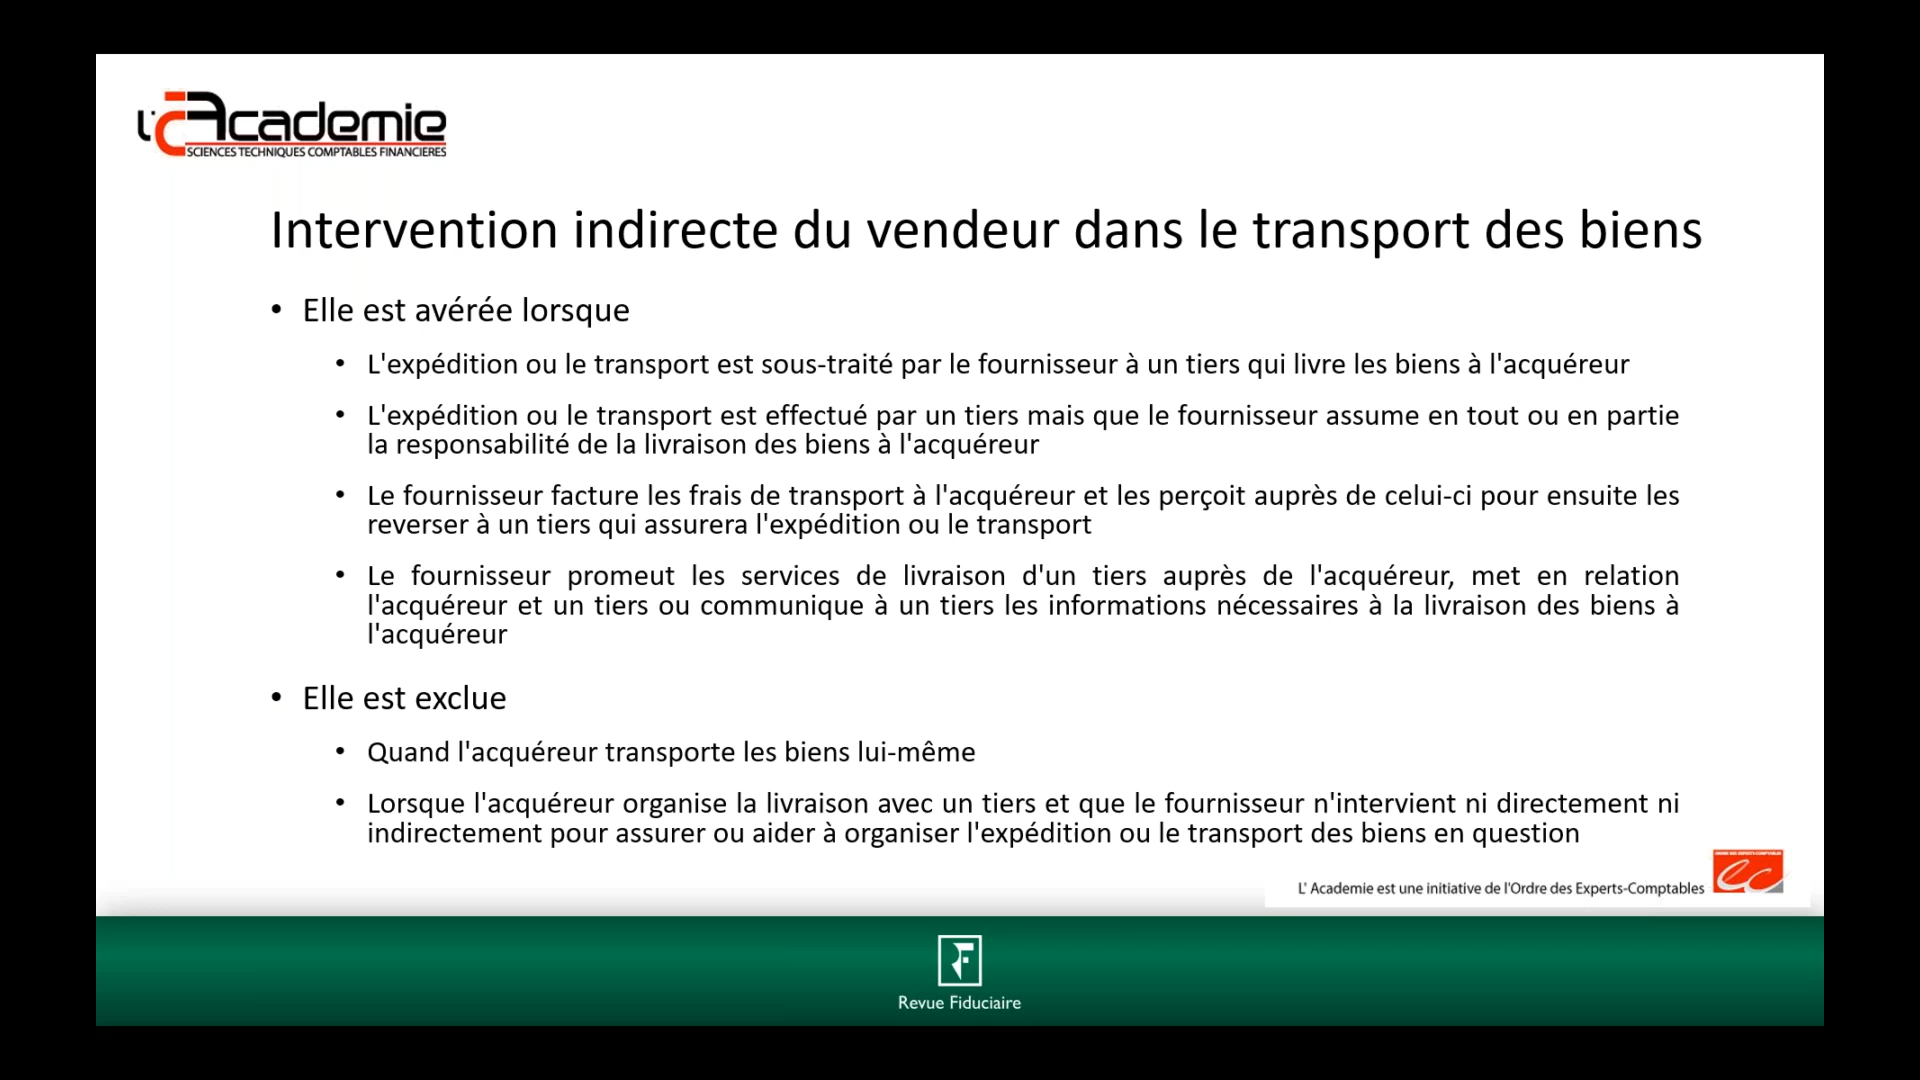 L'Academie
SCIENCES TECHNIQUES COMPTABLES FINANCIERES
Intervention indirecte du vendeur dans le transport des biens
• Elle est avérée lorsque
• L'expédition ou le transport est sous-traité par le fournisseur à un tiers qui livre les biens à l'acquéreur
• L'expédition ou le transport est effectué par un tiers mais que le fournisseur assume en tout ou en partie
la responsabilité de la livraison des biens à l'acquéreur
• Le fournisseur facture les frais de transport à l'acquéreur et les perçoit auprès de celui-ci pour ensuite les
reverser à un tiers qui assurera l'expédition ou le transport
• Le fournisseur promeut les services de livraison d'un tiers auprès de l'acquéreur, met en relation
l'acquéreur et un tiers ou communique à un tiers les informations nécessaires à la livraison des biens à
l'acquéreur
• Elle est exclue
• Quand l'acquéreur transporte les biens lui-même
• Lorsque l'acquéreur organise la livraison avec un tiers et que le fournisseur n'intervient ni directement ni
indirectement pour assurer ou aider à organiser l'expédition ou le transport des biens en question
ORDRE DES EXPERTS-COMPTABLES
ec
L' Academie est une initiative de l'Ordre des Experts-Comptables
F
Revue Fiduciaire